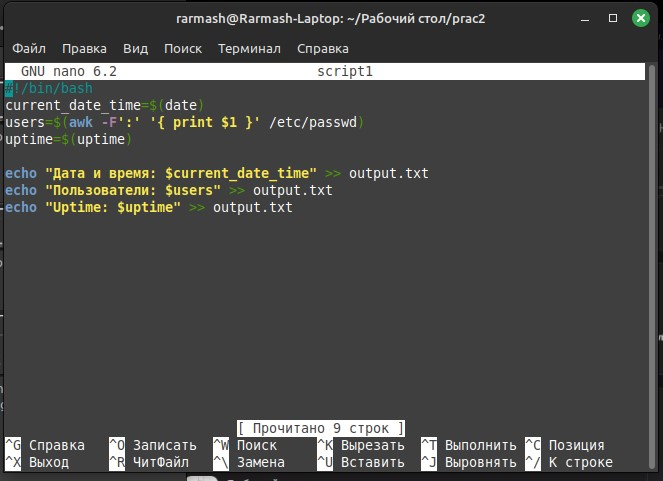 rarmash@Rarmash-Laptop: ~/Рабочий стол/prac2
Файл Правка Вид Поиск Терминал Справка
GNU nano 6.2 script1
#!/bin/bash
current_date_time=$(date)
users=$(awk -F':' '{ print $1 }' /etc/passwd)
uptime=$(uptime)
echo "Дата и время: $current_date_time" >> output.txt
echo "Пользователи: $users" >> output.txt
echo "Uptime: $uptime" >> output.txt
[ Прочитано 9 строк ]
^G Справка ^O Записать ^W Поиск ^K Вырезать ^T Выполнить ^C Позиция
^X Выход ^R ЧитФайл ^\ Замена ^U Вставить ^J Выровнять ^/ К строке